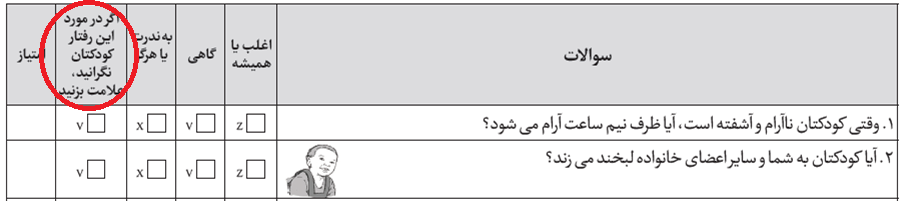 سوالات
اغلب یا
همیشه
گاهی
به ندرت
یا هرگ
اگر در مورد
این رفتار
کودکتان
نگرانید،
علامت بزنید
امتیاز
۱. وقتی کودکتان ناآرام و آشفته است، آیا ظرف نیم ساعت آرام می شود؟ z v x v
۲. آیا کودکتان به شما و سایر اعضای خانواده لبخند می زند؟ z v x v